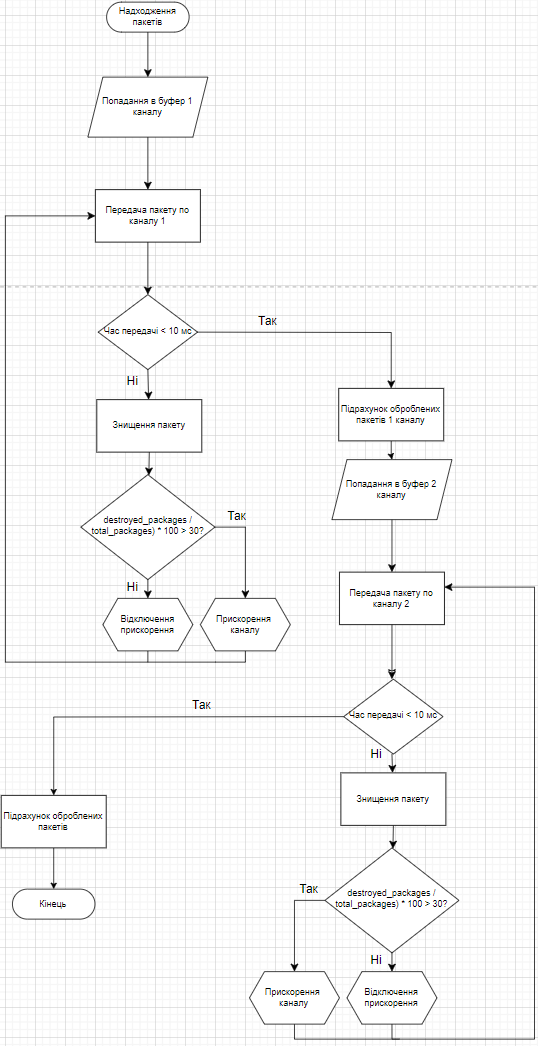 Надходження
пакетів
Попадання в буфер 1
каналу
Передача пакету по
каналу 1
Час передачі < 10 мс
Так
Ні
Знищення пакету
Підрахунок оброблених
пакетів 1 каналу
Попадання в буфер 2
каналу
destroyed_packages /
total_packages) * 100 > 30?
Так
Ні
Відключення
прискорення
Прискорення
каналу
Передача пакету по
каналу 2
Час передачі < 10 мс
Так
Ні
Знищення пакету
Підрахунок оброблених
пакетів
Кінець
destroyed_packages /
total_packages) * 100 > 30?
Так
Ні
Прискорення
каналу
Відключення
прискорення